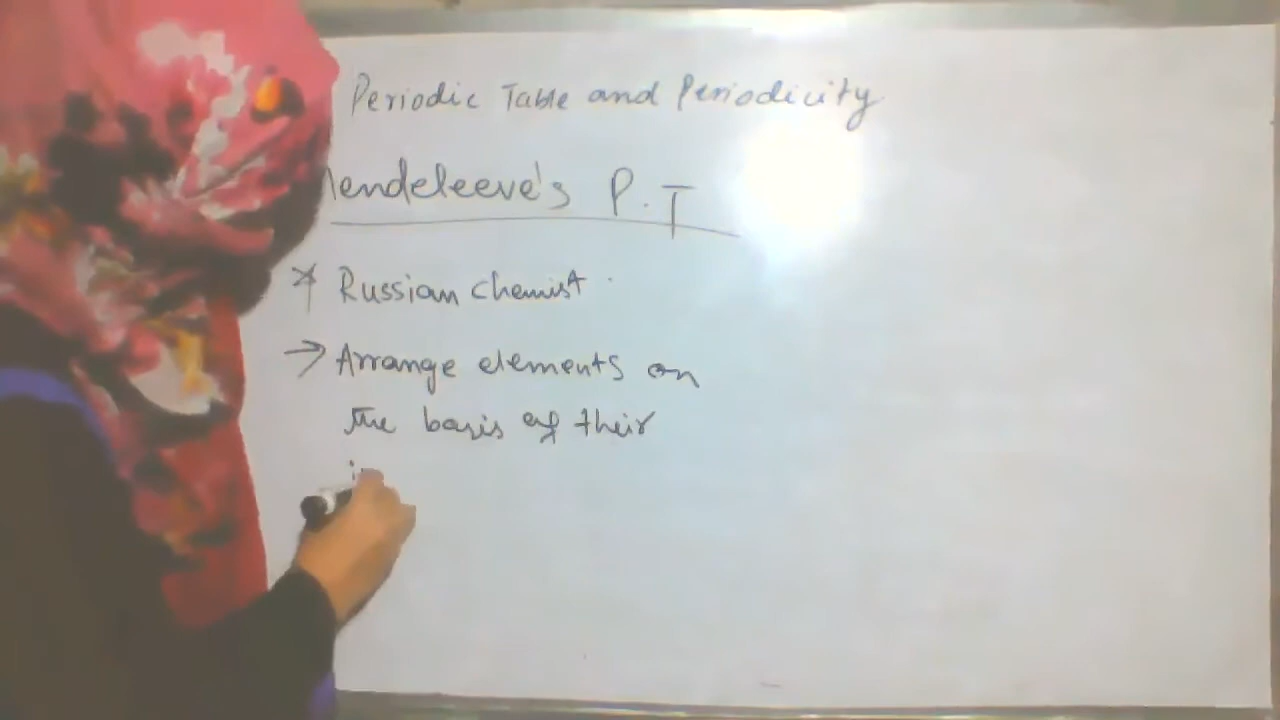 Periodic Table and Periodicity
endeleeve's P.T
* Russian chemist
→ Arrange elements on
the basis of their
i